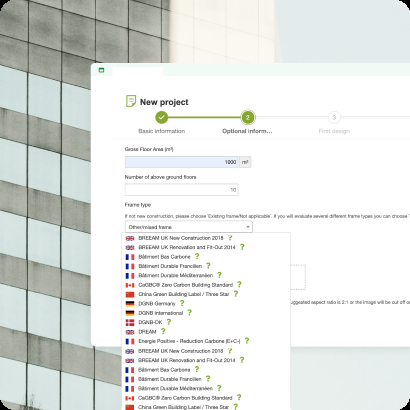 New project
2
3
Basic information
Optional inform...
First design
Gross Floor Area (m²)
1000 m²
Number of above ground floors
10
Frame type
If not new construction, please choose 'Existing frame/Not applicable'. If you will evaluate several different frame types you can choose
Other/mixed frame
BREEAM UK New Construction 2018 ?
BREEAM UK Renovation and Fit-Out 2014 ?
Bâtiment Bas Carbone ?
Bâtiment Durable Francilien ?
Bâtiment Durable Méditerranéen ?
CaGBC® Zero Carbon Building Standard ?
China Green Building Label / Three Star ?
DGNB Germany ?
DGNB International ?
DGNB-DK ?
DREAM ?
Energie Positive - Reduction Carbone (E+C-) ?
BREEAM UK New Construction 2018 ?
BREEAM UK Renovation and Fit-Out 2014 ?
Bâtiment Bas Carbone ?
Bâtiment Durable Francilien ?
Bâtiment Durable Méditerranéen ?
CaGBC® Zero Carbon Building Standard ?
China Green Building Label / Three Star ?
uggested aspect ratio is 2:1 or the image will be cut off o